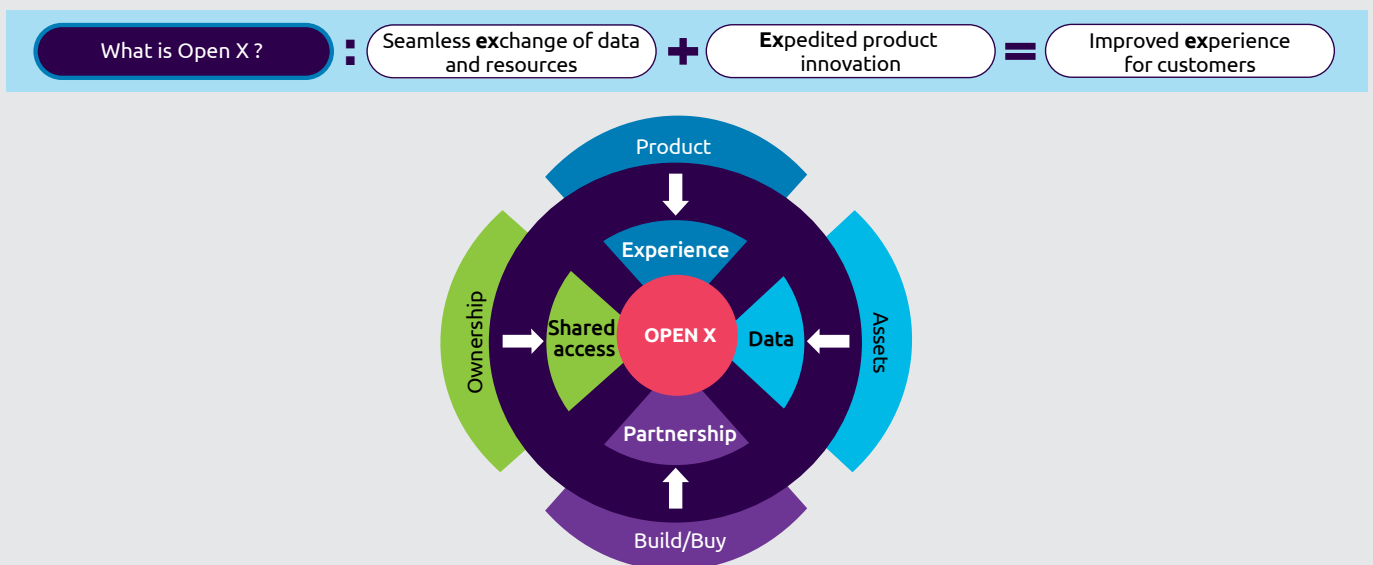 What is Open X ?
:
Seamless exchange of data
and resources
+
Expedited product
innovation
=
Improved experience
for customers
Product
Experience
Ownership
Shared
access
OPEN X
Data
Assets
Partnership
Build/Buy